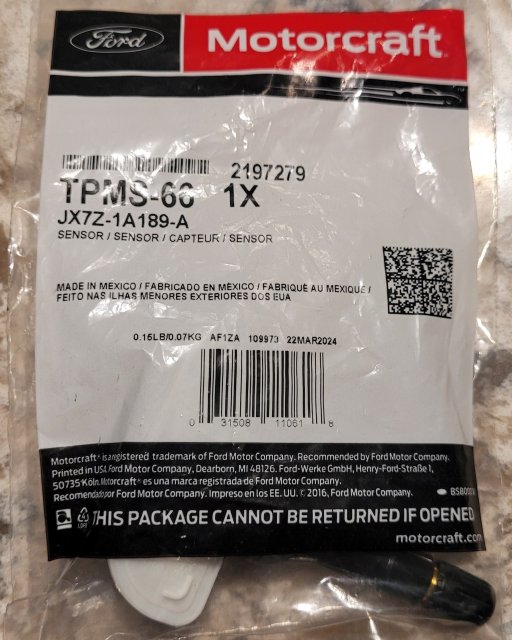 Ford Motorcraft
2197279
TPMS-66 1X
JX7Z-1A189-A
SENSOR / SENSOR / CAPTEUR / SENSOR
MADE IN MEXICO / FABRICADO EN MÉXICO / FABRIQUÉ AU MEXIQUE /
FEITO NAS ILHAS MENORES EXTERIORES DOS EUA
0.15LB/0.07KG AF1ZA 109973 22MAR2024
0 31508 11061 8
Motorcraft® is a registered trademark of Ford Motor Company. Recommended by Ford Motor Company.
Printed in USA. Ford Motor Company, Dearborn, MI 48126. Ford-Werke GmbH, Henry-Ford-Straße 1,
50735 Köln. Motorcraft® es una marca registrada de Ford Motor Company.
Recomendado por Ford Motor Company. Impreso en los EE. UU. © 2016, Ford Motor Company.
THIS PACKAGE CANNOT BE RETURNED IF OPENED
motorcraft.com